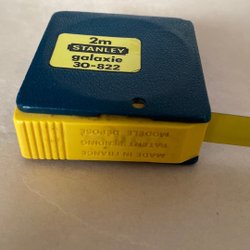 2m
STANLEY
galaxie
30-822
MADE IN FRANCE
PATENT PENDING
MODELE DEPOSE